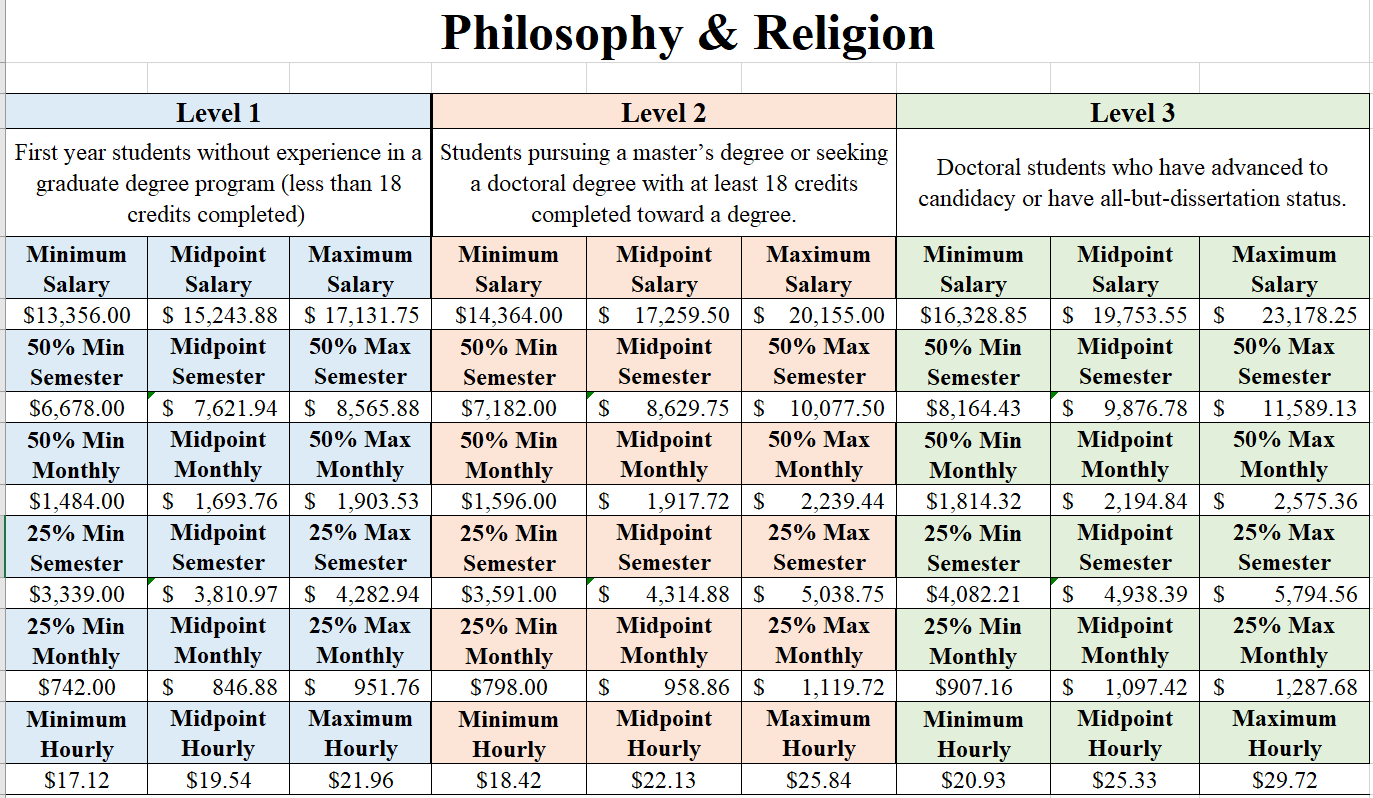 Philosophy & Religion
Level 1 Level 2 Level 3
First year students without experience in a
graduate degree program (less than 18
credits completed)
Students pursuing a master’s degree or seeking
a doctoral degree with at least 18 credits
completed toward a degree.
Doctoral students who have advanced to
candidacy or have all-but-dissertation status.
Minimum Midpoint Maximum Minimum Midpoint Maximum Minimum Midpoint Maximum
Salary Salary Salary Salary Salary Salary Salary Salary Salary
$13,356.00 $ 15,243.88 $ 17,131.75 $14,364.00 $ 17,259.50 $ 20,155.00 $16,328.85 $ 19,753.55 $ 23,178.25
50% Min Midpoint 50% Max 50% Min Midpoint 50% Max 50% Min Midpoint 50% Max
Semester Semester Semester Semester Semester Semester Semester Semester Semester
$6,678.00 $ 7,621.94 $ 8,565.88 $7,182.00 $ 8,629.75 $ 10,077.50 $8,164.43 $ 9,876.78 $ 11,589.13
50% Min Midpoint 50% Max 50% Min Midpoint 50% Max 50% Min Midpoint 50% Max
Monthly Monthly Monthly Monthly Monthly Monthly Monthly Monthly Monthly
$1,484.00 $ 1,693.76 $ 1,903.53 $1,596.00 $ 1,917.72 $ 2,239.44 $1,814.32 $ 2,194.84 $ 2,575.36
25% Min Midpoint 25% Max 25% Min Midpoint 25% Max 25% Min Midpoint 25% Max
Semester Semester Semester Semester Semester Semester Semester Semester Semester
$3,339.00 $ 3,810.97 $ 4,282.94 $3,591.00 $ 4,314.88 $ 5,038.75 $4,082.21 $ 4,938.39 $ 5,794.56
25% Min Midpoint 25% Max 25% Min Midpoint 25% Max 25% Min Midpoint 25% Max
Monthly Monthly Monthly Monthly Monthly Monthly Monthly Monthly Monthly
$742.00 $ 846.88 $ 951.76 $798.00 $ 958.86 $ 1,119.72 $907.16 $ 1,097.42 $ 1,287.68
Minimum Midpoint Maximum Minimum Midpoint Maximum Minimum Midpoint Maximum
Hourly Hourly Hourly Hourly Hourly Hourly Hourly Hourly Hourly
$17.12 $19.54 $21.96 $18.42 $22.13 $25.84 $20.93 $25.33 $29.72